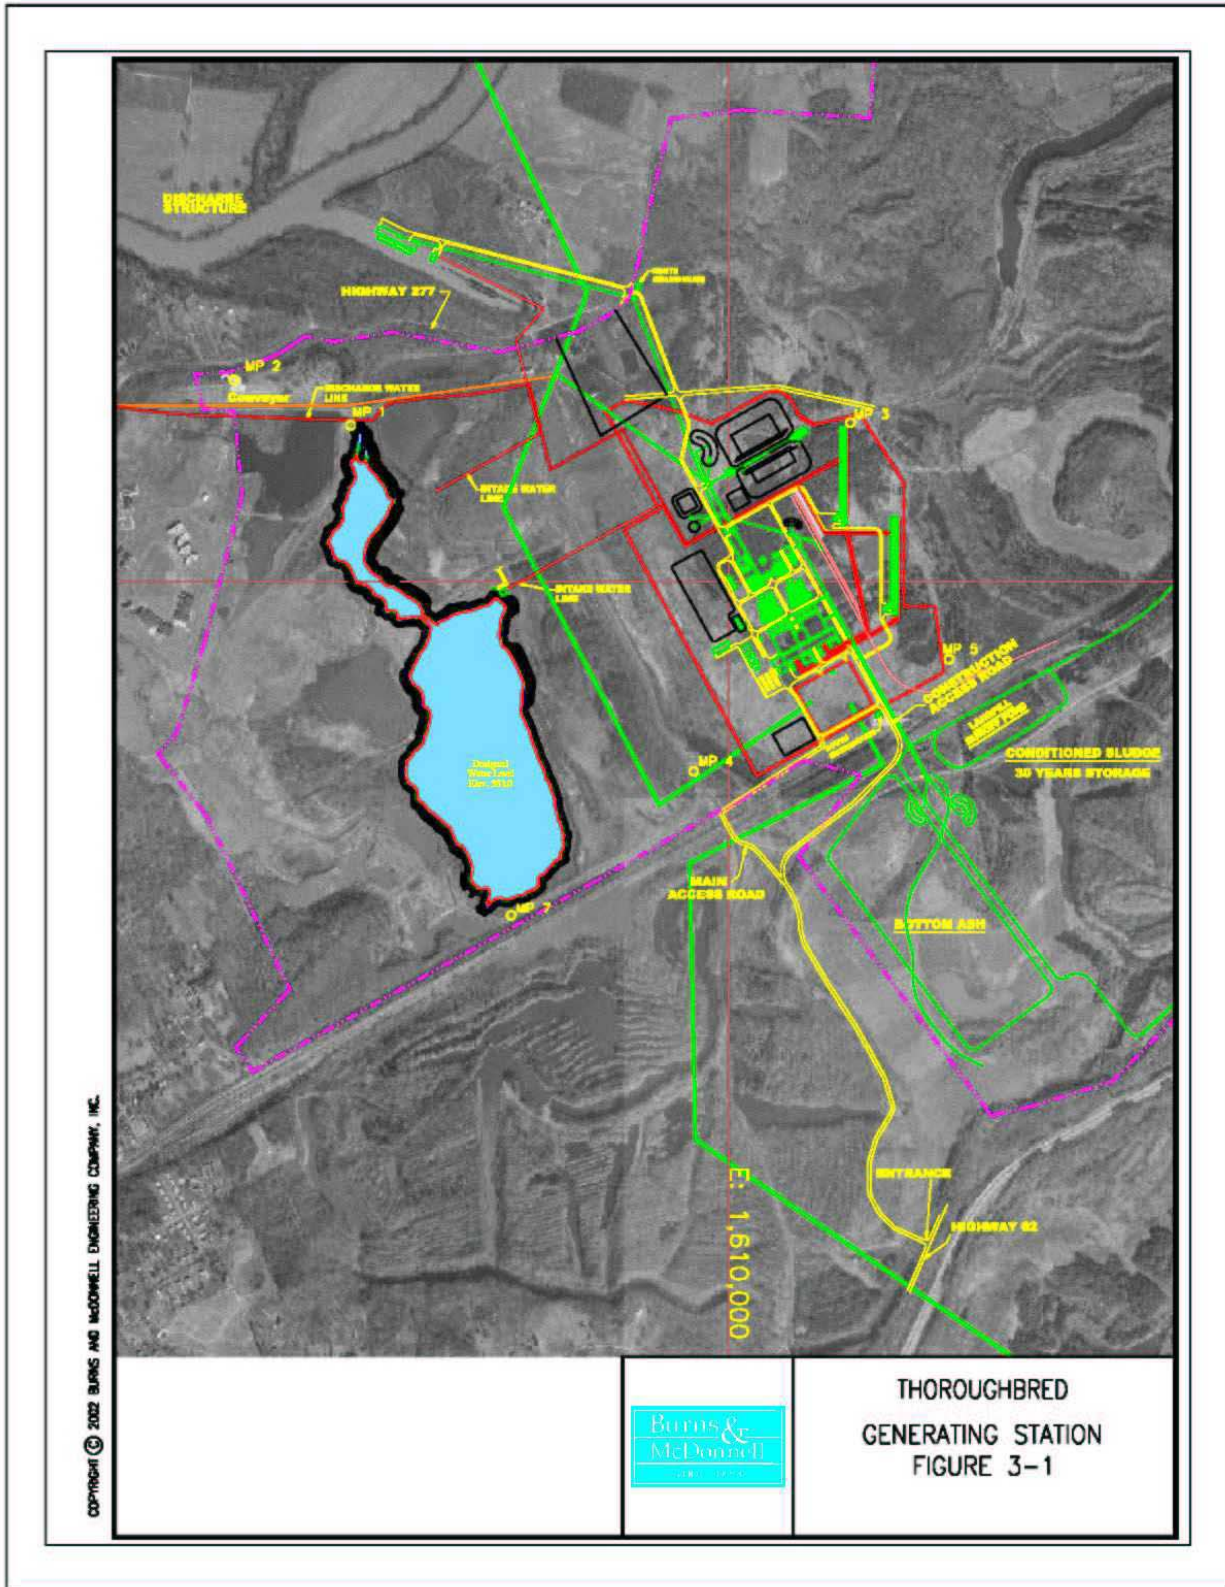 DISCHARGE
STRUCTURE
HIGHWAY 277
MP 2
Conveyor
DISCHARGE WATER
LINE
MP 1
MP 3
INTAKE WATER
LINE
INTAKE WATER
LINE
MP 5
CONSTRUCTION
ACCESS ROAD
LANDFILL
CONDITIONED SLUDGE
30 YEARS STORAGE
MP 4
Designed
Water Level
MP 7
MAIN
ACCESS ROAD
BOTTOM ASH
ENTRANCE
HIGHWAY 62
E: 1,610,000
COPYRIGHT © 2002 BURNS AND McDONNELL ENGINEERING COMPANY, INC.
Burns &
McDonnell
THOROUGHBRED
GENERATING STATION
FIGURE 3-1